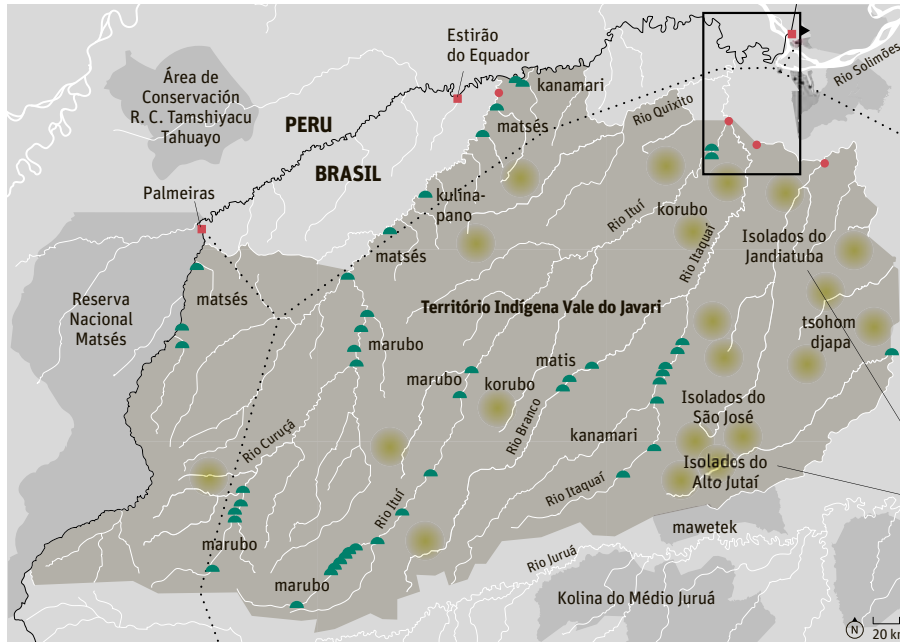 Estirão
do Equador
kanamari
Rio Solimões
Área de
Conservación
R. C. Tamshiyacu
Tahuayo
PERU
matsés
Rio Quixito
BRASIL
Palmeiras
kulina-
pano
Rio Ituí
korubo
Rio Itaquaí
Isolados do
Jandiatuba
matsés
matsés
Reserva
Nacional
Matsés
Território Indígena Vale do Javari
tsohom
djapa
marubo
marubo
korubo
matis
Rio Branco
Isolados do
São José
kanamari
Rio Curuçá
Isolados do
Alto Jutaí
Rio Itaquaí
Rio Ituí
mawetek
marubo
Rio Juruá
marubo
Kolina do Médio Juruá
N
20 km